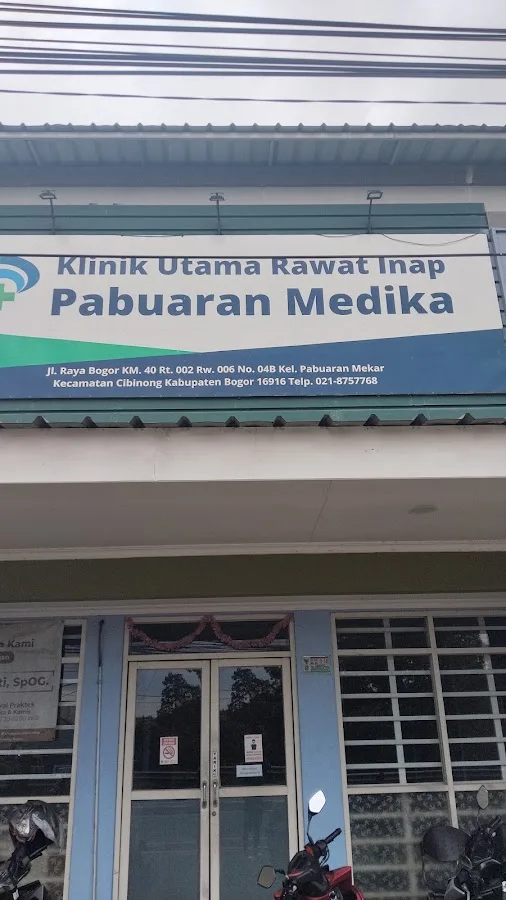 Klinik Utama Rawat Inap
Pabuaran Medika
Jl. Raya Bogor KM. 40 Rt. 002 Rw. 006 No. 04B Kel. Pabuaran Mekar
Kecamatan Cibinong Kabupaten Bogor 16916 Telp. 021-8757768
Kami
SpOG.